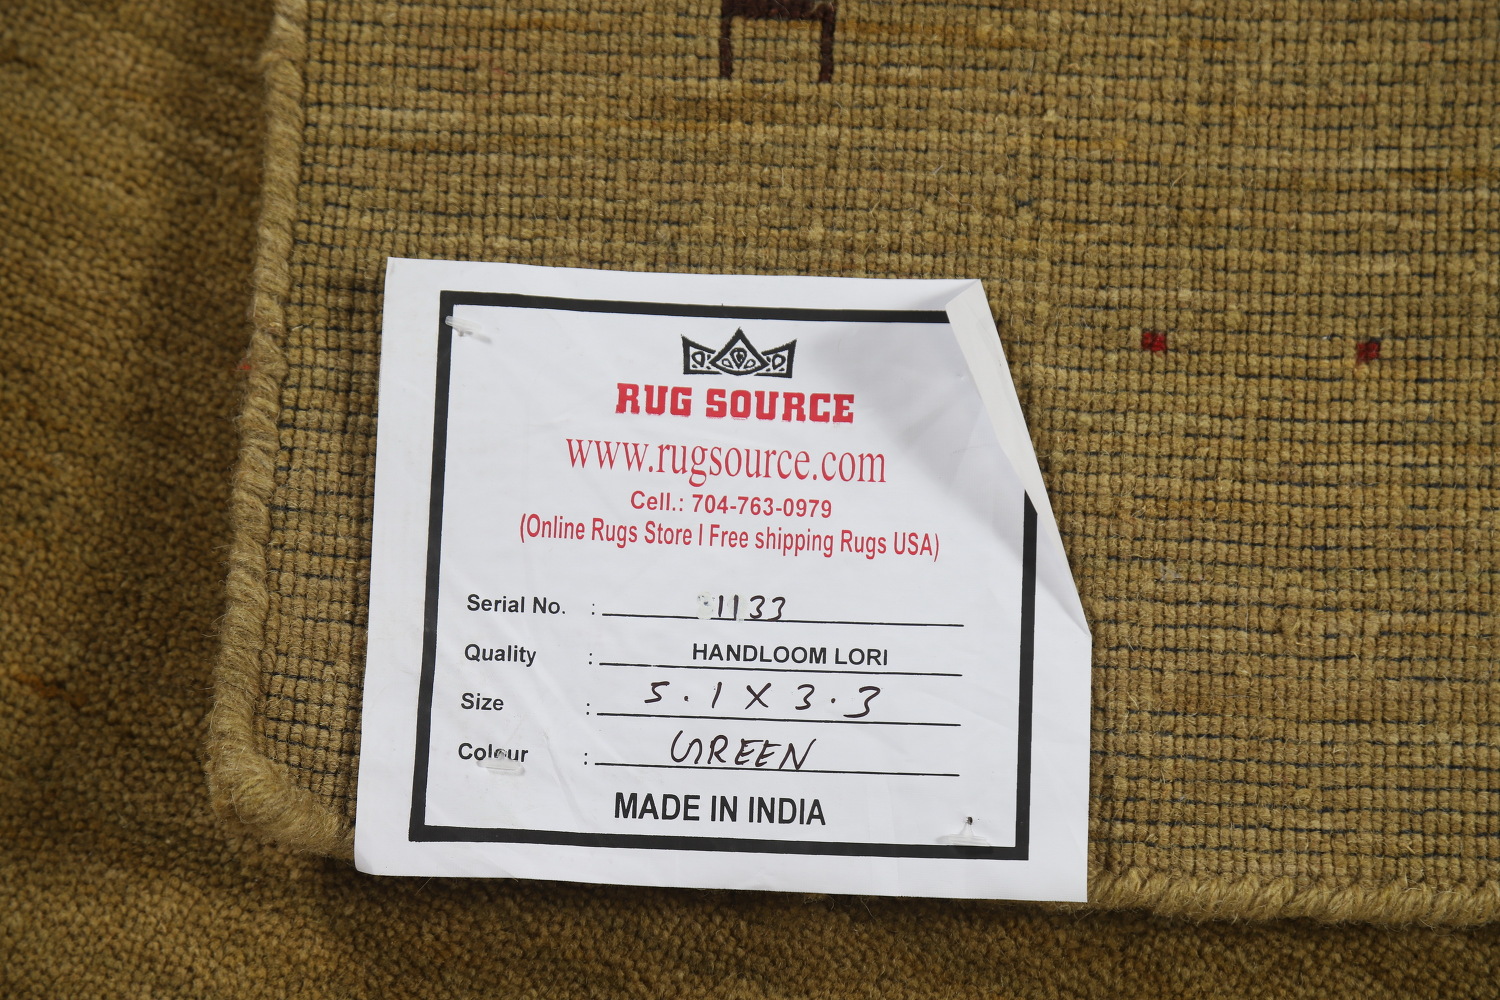 RUG SOURCE
www.rugsource.com
Cell.: 704-763-0979
(Online Rugs Store I Free shipping Rugs USA)
Serial No. : 1133
Quality : HANDLOOM LORI
Size : 5.1 X 3.3
Colour : GREEN
MADE IN INDIA